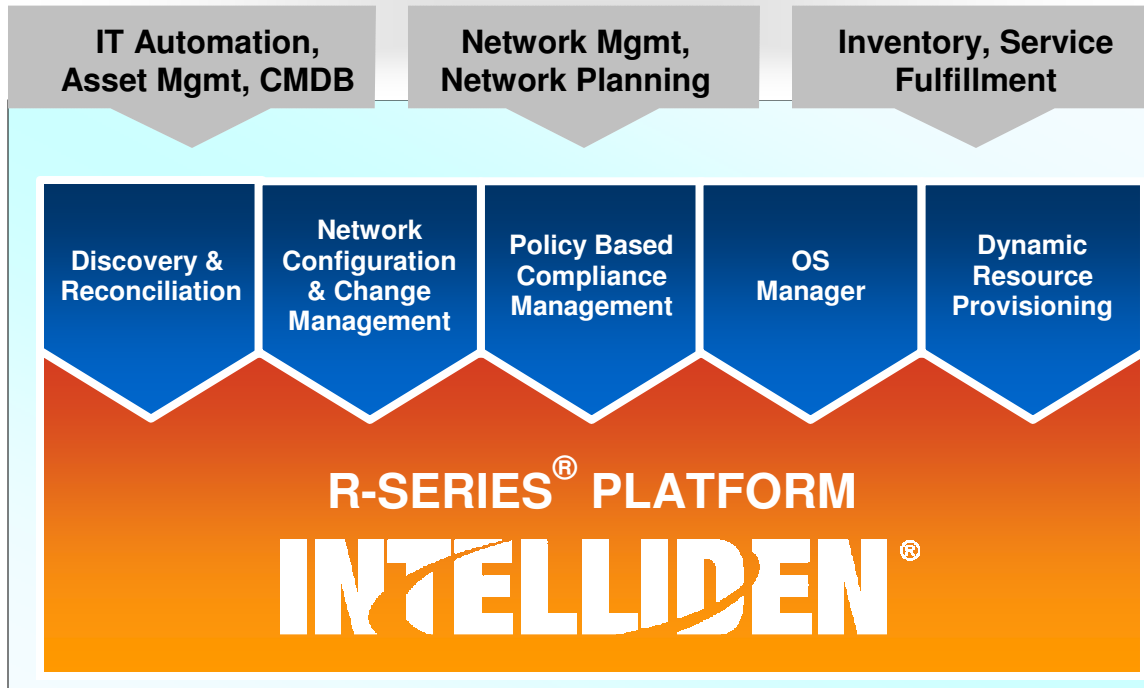 IT Automation,
Asset Mgmt, CMDB
Network Mgmt,
Network Planning
Inventory, Service
Fulfillment
Discovery &
Reconciliation
Network
Configuration
& Change
Management
Policy Based
Compliance
Management
OS
Manager
Dynamic
Resource
Provisioning
R-SERIES® PLATFORM
INTELLIDEN®